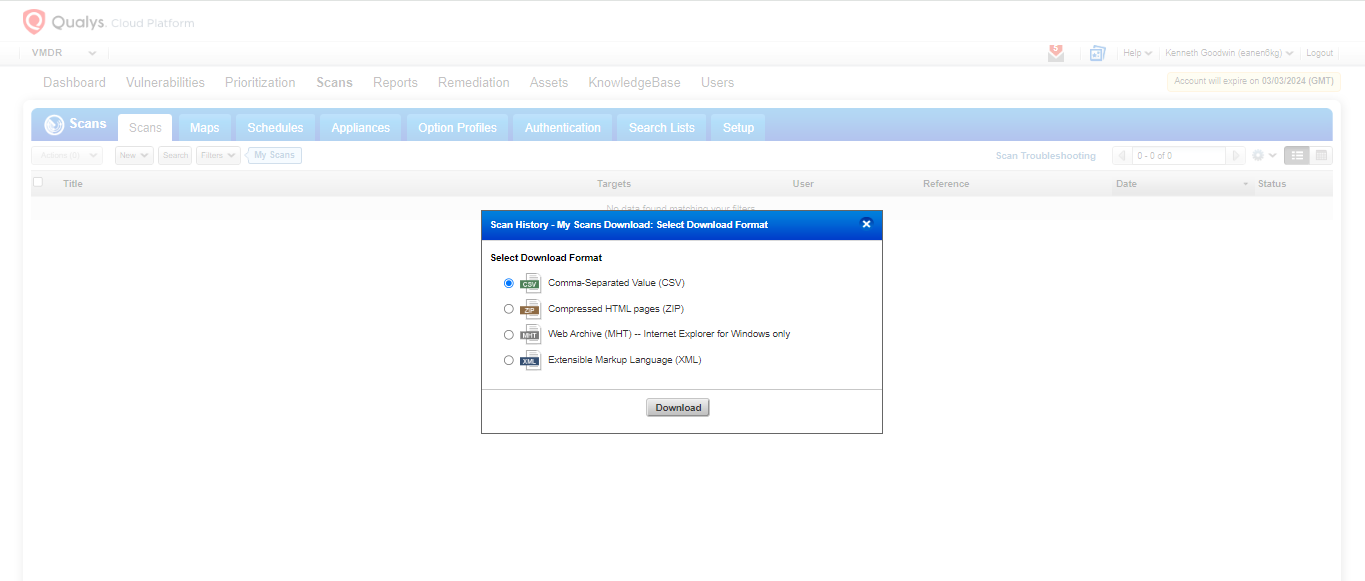 Qualys. Cloud Platform
VMDR
5
Help
Kenneth Goodwin (eanen6kg)
Logout
Dashboard Vulnerabilities Prioritization Scans Reports Remediation Assets KnowledgeBase Users
Account will expire on 03/03/2024 (GMT)
Scans Scans Maps Schedules Appliances Option Profiles Authentication Search Lists Setup
Actions (0) New Search Filters My Scans Scan Troubleshooting 0 - 0 of 0
Title Targets User Reference Date Status
No data found matching your filters
Scan History - My Scans Download: Select Download Format
Select Download Format
CSV Comma-Separated Value (CSV)
ZIP Compressed HTML pages (ZIP)
MHT Web Archive (MHT) -- Internet Explorer for Windows only
XML Extensible Markup Language (XML)
Download